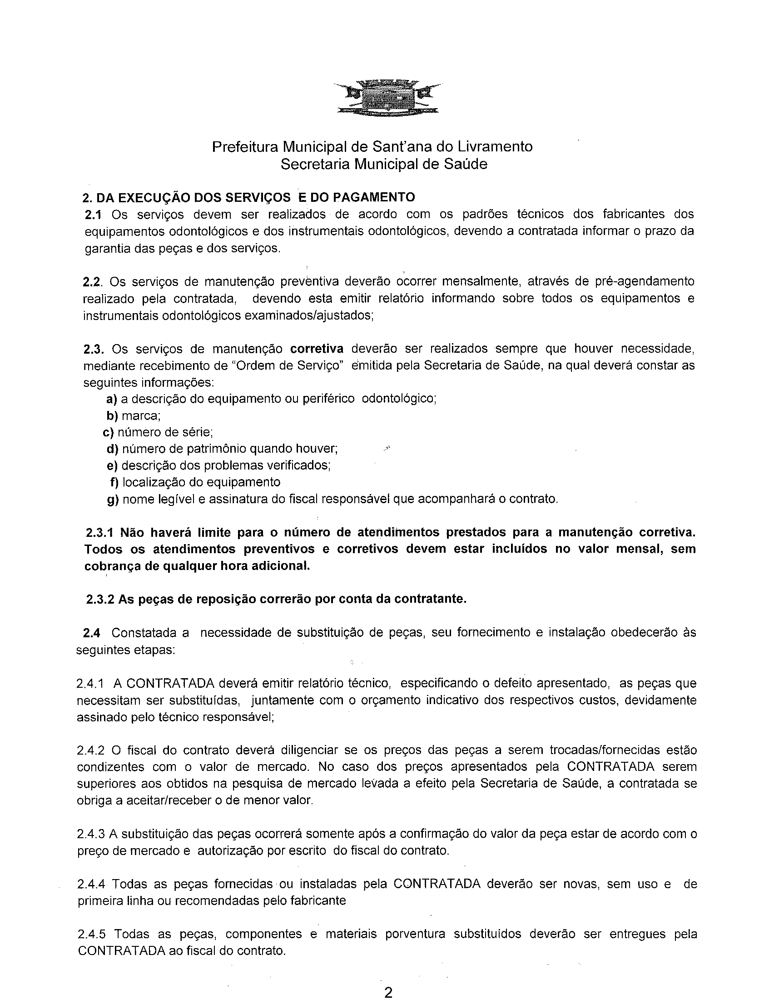 Prefeitura Municipal de Sant'ana do Livramento
Secretaria Municipal de Saúde
2. DA EXECUÇÃO DOS SERVIÇOS E DO PAGAMENTO
2.1 Os serviços devem ser realizados de acordo com os padrões técnicos dos fabricantes dos
equipamentos odontológicos e dos instrumentais odontológicos, devendo a contratada informar o prazo da
garantia das peças e dos serviços.
2.2. Os serviços de manutenção preventiva deverão ocorrer mensalmente, através de pré-agendamento
realizado pela contratada, devendo esta emitir relatório informando sobre todos os equipamentos e
instrumentais odontológicos examinados/ajustados;
2.3. Os serviços de manutenção corretiva deverão ser realizados sempre que houver necessidade,
mediante recebimento de “Ordem de Serviço” emitida pela Secretaria de Saúde, na qual deverá constar as
seguintes informações:
a) a descrição do equipamento ou periférico odontológico;
b) marca;
c) número de série;
d) número de patrimônio quando houver;
e) descrição dos problemas verificados;
f) localização do equipamento
g) nome legível e assinatura do fiscal responsável que acompanhará o contrato.
2.3.1 Não haverá limite para o número de atendimentos prestados para a manutenção corretiva.
Todos os atendimentos preventivos e corretivos devem estar incluídos no valor mensal, sem
cobrança de qualquer hora adicional.
2.3.2 As peças de reposição correrão por conta da contratante.
2.4 Constatada a necessidade de substituição de peças, seu fornecimento e instalação obedecerão às
seguintes etapas:
2.4.1 A CONTRATADA deverá emitir relatório técnico, especificando o defeito apresentado, as peças que
necessitam ser substituídas, juntamente com o orçamento indicativo dos respectivos custos, devidamente
assinado pelo técnico responsável;
2.4.2 O fiscal do contrato deverá diligenciar se os preços das peças a serem trocadas/fornecidas estão
condizentes com o valor de mercado. No caso dos preços apresentados pela CONTRATADA serem
superiores aos obtidos na pesquisa de mercado levada a efeito pela Secretaria de Saúde, a contratada se
obriga a aceitar/receber o de menor valor.
2.4.3 A substituição das peças ocorrerá somente após a confirmação do valor da peça estar de acordo com o
preço de mercado e autorização por escrito do fiscal do contrato.
2.4.4 Todas as peças fornecidas ou instaladas pela CONTRATADA deverão ser novas, sem uso e de
primeira linha ou recomendadas pelo fabricante
2.4.5 Todas as peças, componentes e materiais porventura substituídos deverão ser entregues pela
CONTRATADA ao fiscal do contrato.
2